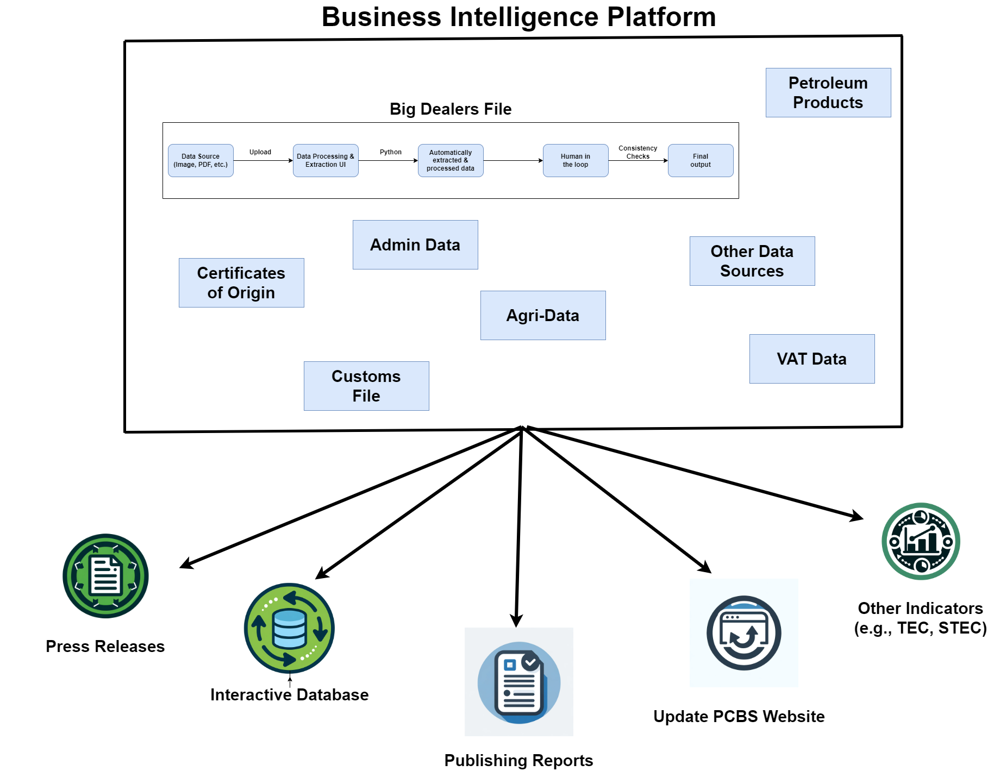 Business Intelligence Platform
Petroleum
Products
Big Dealers File
Data Source
(Image, PDF, etc.)
Upload
Data Processing &
Extraction UI
Python
Automatically
extracted &
processed data
Human in
the loop
Consistency
Checks
Final
output
Admin Data
Other Data
Sources
Certificates
of Origin
Agri-Data
VAT Data
Customs
File
Press Releases
Interactive Database
Publishing Reports
Update PCBS Website
Other Indicators
(e.g., TEC, STEC)